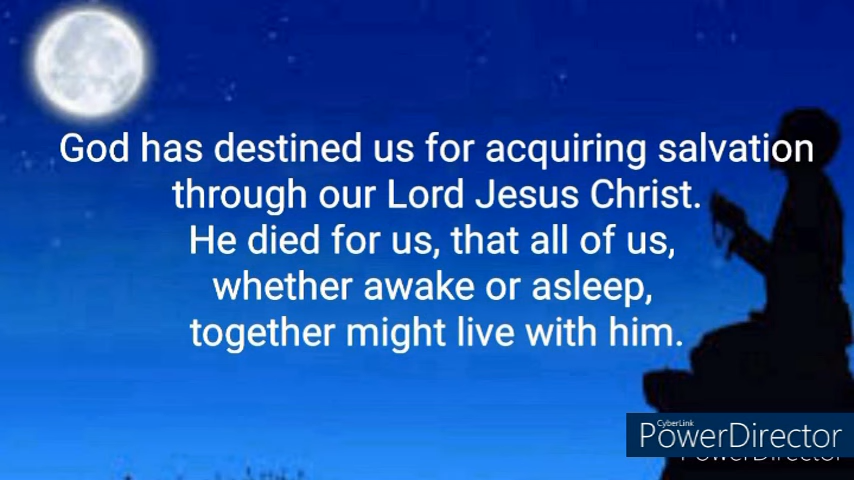 God has destined us for acquiring salvation
through our Lord Jesus Christ.
He died for us, that all of us,
whether awake or asleep,
together might live with him.
CyberLink
PowerDirector
PowerDirector